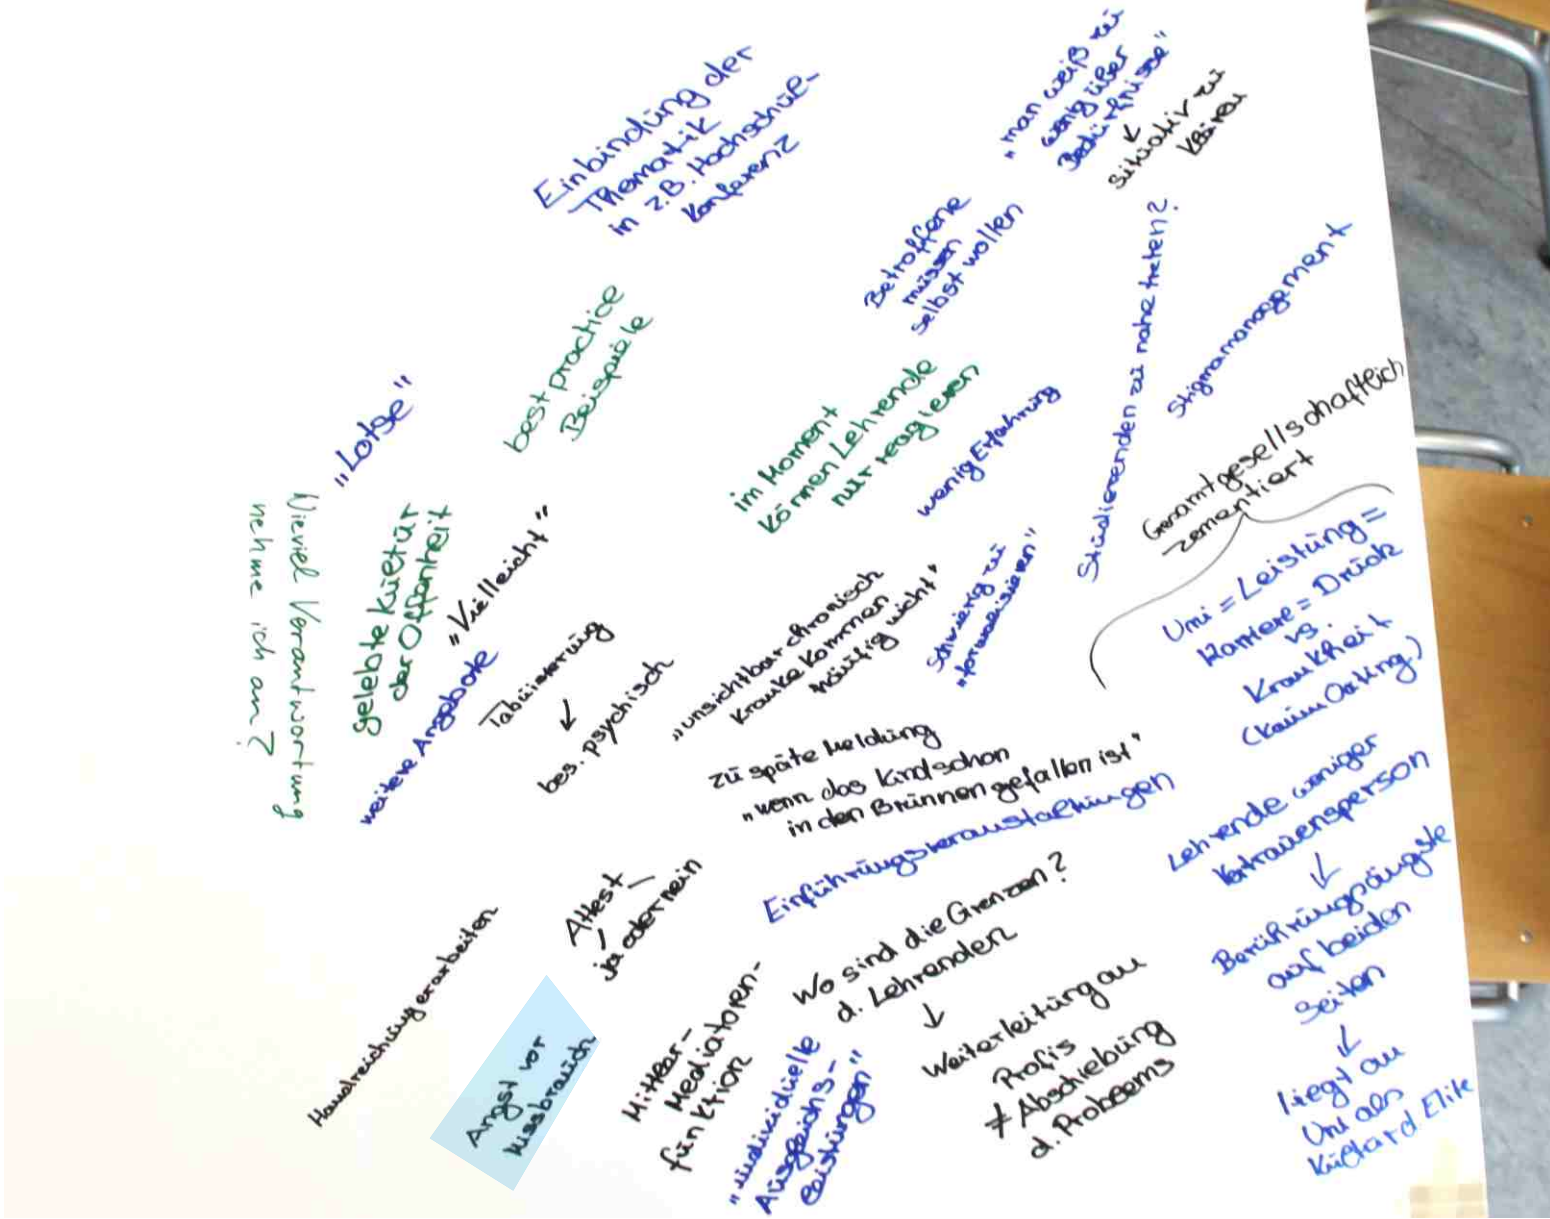 Einbindung der
Thematik
in z.B. Hochschul-
konferenz
"man weiß zu
wenig über
Bedürfnisse"
↙
situativ zu
klären
Betroffene
müssen
selbst wollen
Studierenden zu nahe treten?
Stigmamanagement
best practice
Beispiele
"Lotse"
im Moment
können Lehrende
nur reagieren
wenig Erfahrung
Gesamtgesellschaftlich
zementiert
Uni = Leistung =
Karriere = Druck
vs.
Krankheit
(kaum Outing)
Wieviel Verantwortung
nehme ich an?
gelebte Kultur
der Offenheit
"Vielleicht"
weitere Angebote
Tabuisierung
↙
bes. psychisch
"unsichtbar chronisch
Kranke kommen
häufig nicht"
Schwierig zu
"formalisieren"
zu späte Meldung
"wenn das Kind schon
in den Brunnen gefallen ist"
Einführungsveranstaltungen
Lehrende weniger
Vertrauensperson
↓
Berührungsängste
auf beiden
Seiten
↓
liegt an
Uni als
Elite
Attest
ja oder nein
Handreichung erarbeiten
Angst vor
Missbrauch
Mittler-
Mediatoren-
funktion
"individuelle
Ausgleichs-
leistungen"
Wo sind die Grenzen?
d. Lehrenden
↓
Weiterleitung an
Profis
≠ Abschiebung
d. Problems